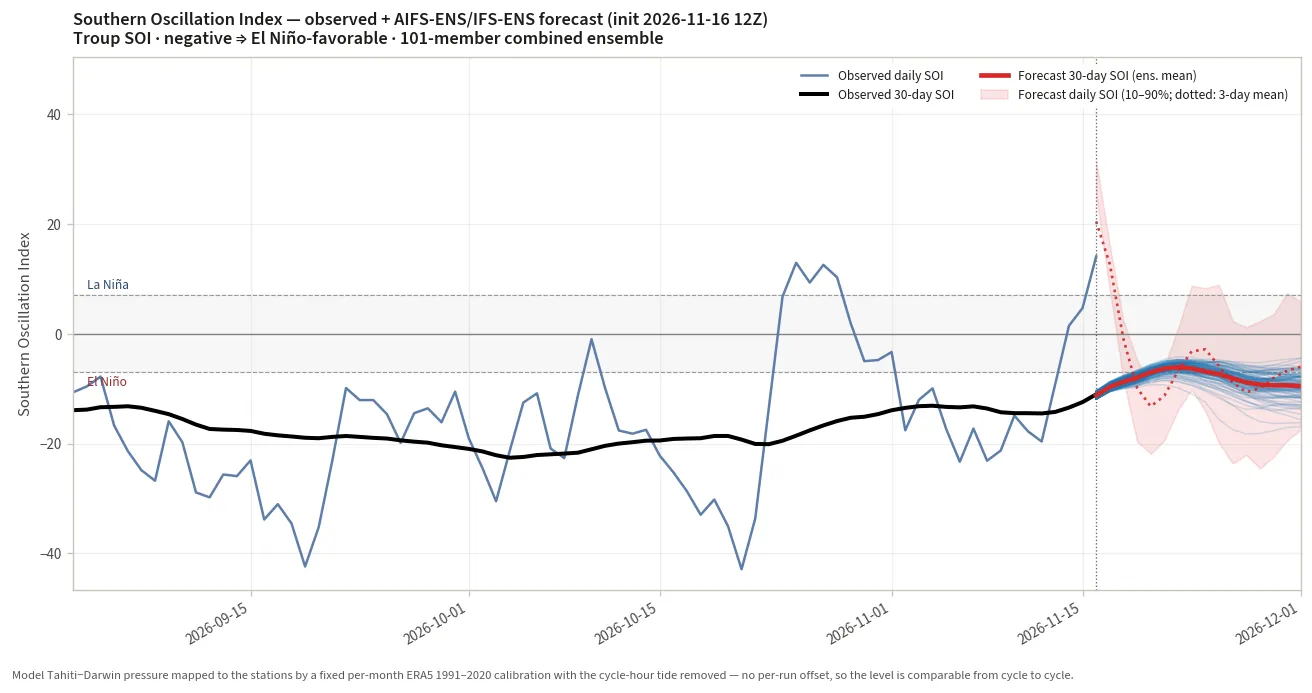 Southern Oscillation Index — observed + AIFS-ENS/IFS-ENS forecast (init 2026-11-16 12Z)
Troup SOI · negative ⇒ El Niño-favorable · 101-member combined ensemble
Observed daily SOI
Observed 30-day SOI
Forecast 30-day SOI (ens. mean)
Forecast daily SOI (10–90%; dotted: 3-day mean)
Southern Oscillation Index
40
20
0
−20
−40
La Niña
El Niño
2026-09-15
2026-10-01
2026-10-15
2026-11-01
2026-11-15
2026-12-01
Model Tahiti−Darwin pressure mapped to the stations by a fixed per-month ERA5 1991–2020 calibration with the cycle-hour tide removed — no per-run offset, so the level is comparable from cycle to cycle.